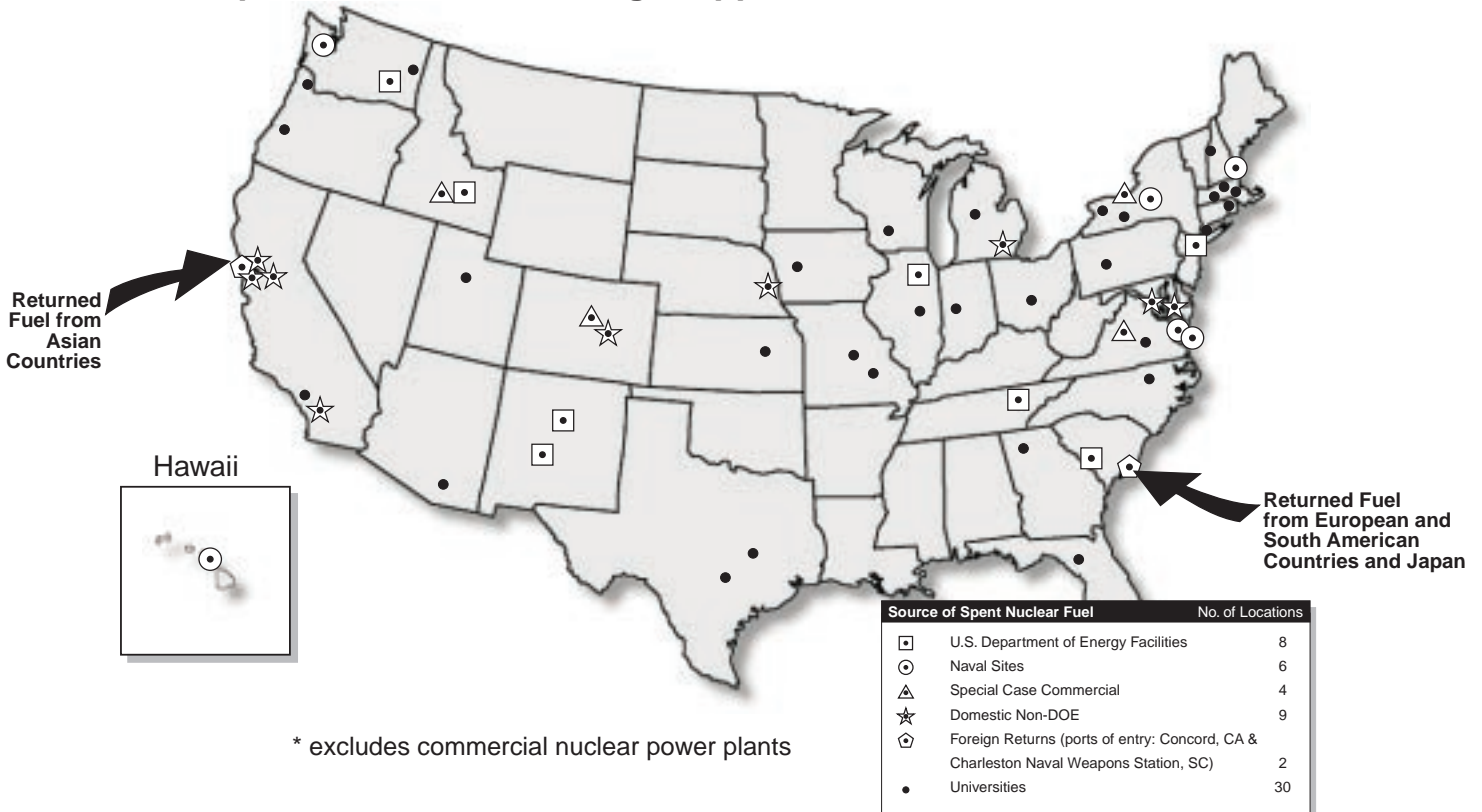 Returned
Fuel from
Asian
Countries
Hawaii
Returned Fuel
from European and
South American
Countries and Japan
Source of Spent Nuclear Fuel No. of Locations
U.S. Department of Energy Facilities 8
Naval Sites 6
Special Case Commercial 4
Domestic Non-DOE 9
Foreign Returns (ports of entry: Concord, CA &
Charleston Naval Weapons Station, SC) 2
Universities 30
* excludes commercial nuclear power plants